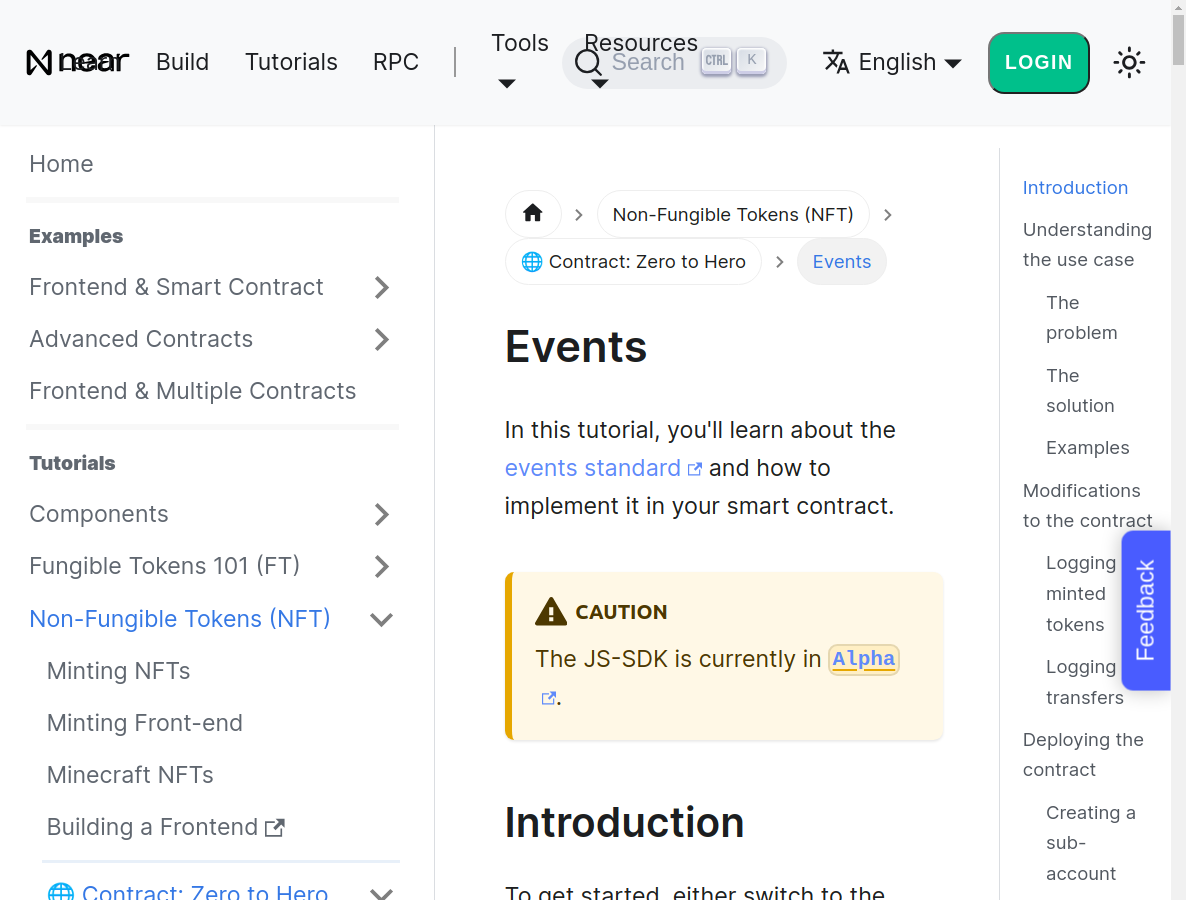 near
Learn
Build
Tutorials
RPC
Tools
Resources
Search
CTRL
K
English
LOGIN
Home
Examples
Frontend & Smart Contract
Advanced Contracts
Frontend & Multiple Contracts
Tutorials
Components
Fungible Tokens 101 (FT)
Non-Fungible Tokens (NFT)
Minting NFTs
Minting Front-end
Minecraft NFTs
Building a Frontend
Contract: Zero to Hero
Non-Fungible Tokens (NFT)
Contract: Zero to Hero
Events
Events
In this tutorial, you'll learn about the
events standard and how to
implement it in your smart contract.
CAUTION
The JS-SDK is currently in Alpha
.
Introduction
To get started, either switch to the
Introduction
Understanding
the use case
The
problem
The
solution
Examples
Modifications
to the contract
Logging
minted
tokens
Logging
transfers
Deploying the
contract
Creating a
sub-
account
Feedback